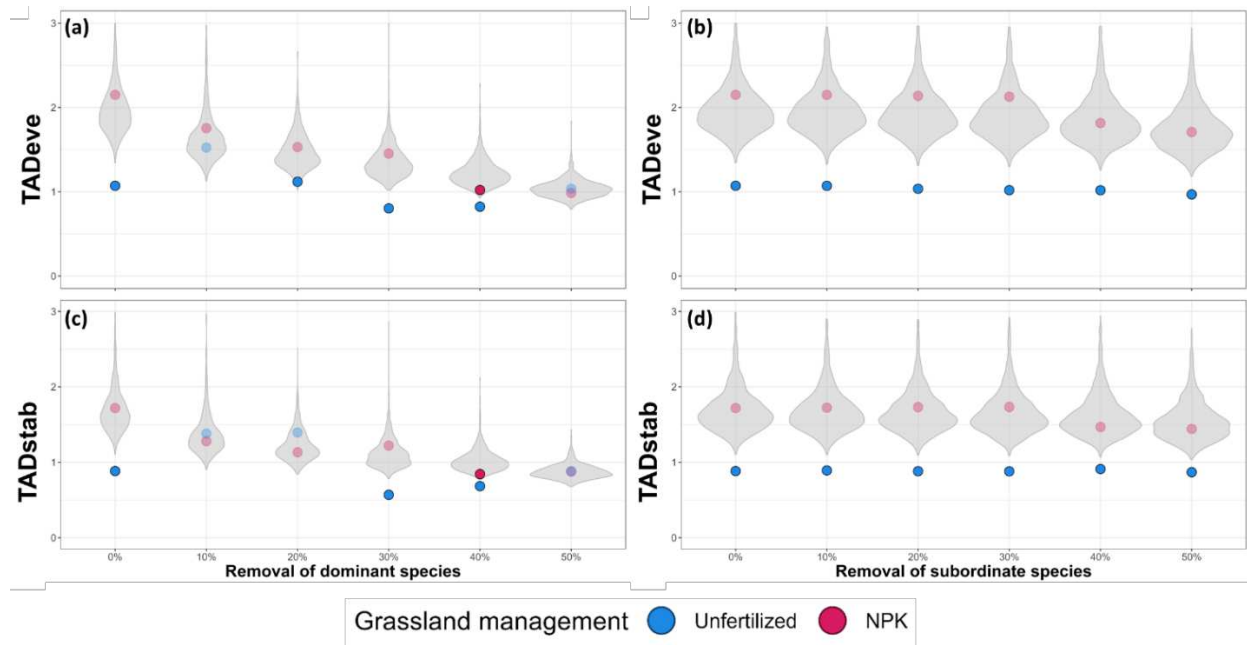 (a)
TADeve
3
2
1
0
(b)
TADeve
3
2
1
0
(c)
TADstab
3
2
1
0
0% 10% 20% 30% 40% 50%
Removal of dominant species
(d)
TADstab
3
2
1
0
0% 10% 20% 30% 40% 50%
Removal of subordinate species
Grassland management Unfertilized NPK